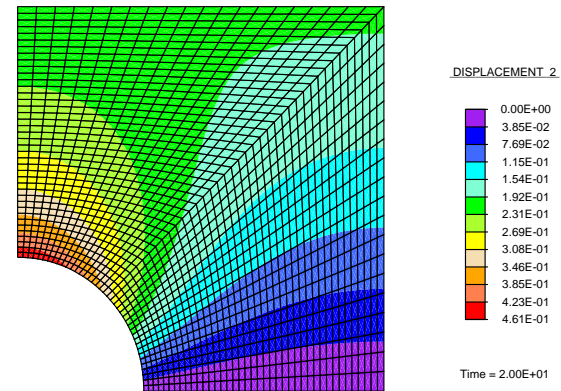 DISPLACEMENT 2
0.00E+00
3.85E-02
7.69E-02
1.15E-01
1.54E-01
1.92E-01
2.31E-01
2.69E-01
3.08E-01
3.46E-01
3.85E-01
4.23E-01
4.61E-01
Time = 2.00E+01